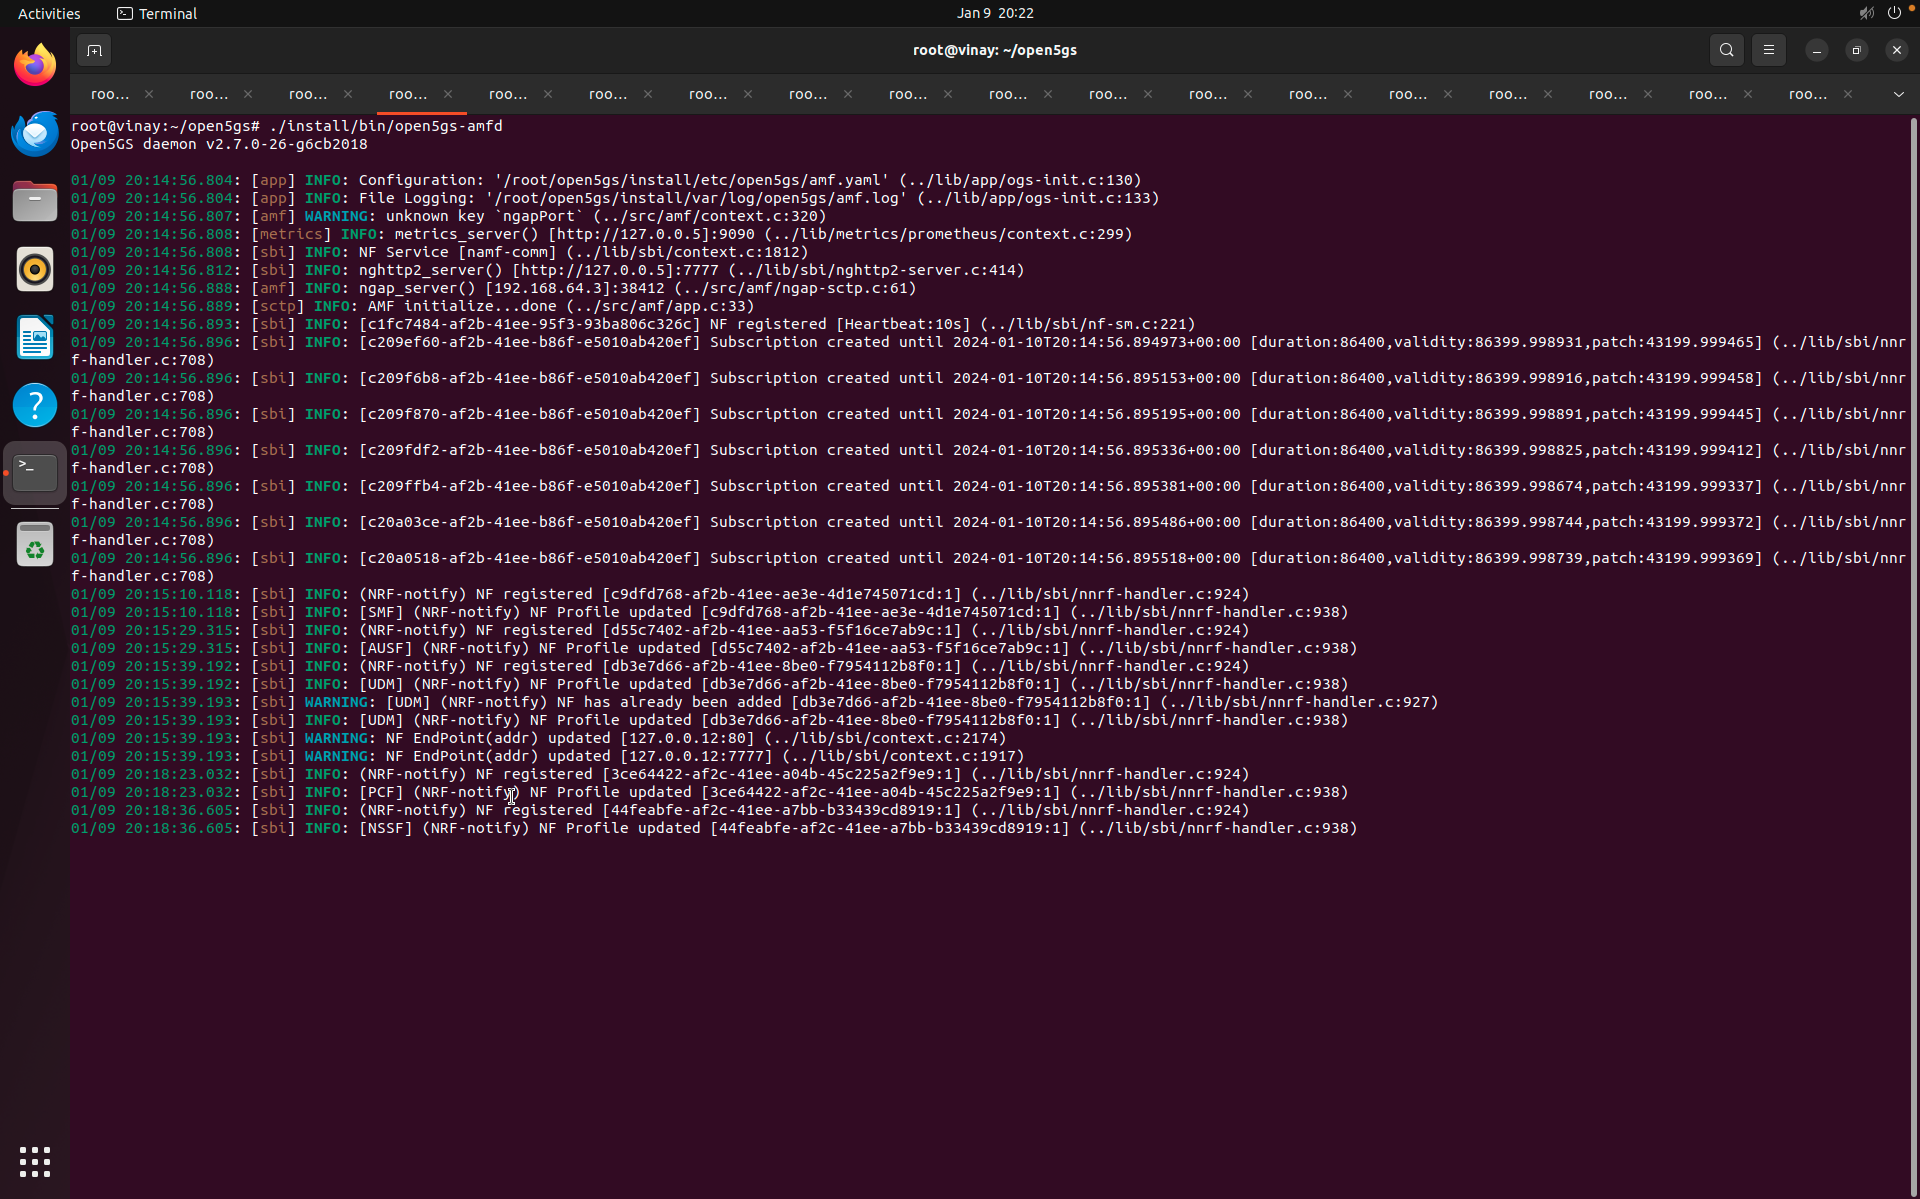 Activities
Terminal
Jan 9 20:22
root@vinay: ~/open5gs
roo... × roo... × roo... × roo... × roo... × roo... × roo... × roo... × roo... × roo... × roo... × roo... × roo... × roo... × roo... × roo... × roo... × roo... ×
root@vinay:~/open5gs# ./install/bin/open5gs-amfd
Open5GS daemon v2.7.0-26-g6cb2018
01/09 20:14:56.804: [app] INFO: Configuration: '/root/open5gs/install/etc/open5gs/amf.yaml' (../lib/app/ogs-init.c:130)
01/09 20:14:56.804: [app] INFO: File Logging: '/root/open5gs/install/var/log/open5gs/amf.log' (../lib/app/ogs-init.c:133)
01/09 20:14:56.807: [amf] WARNING: unknown key `ngapPort` (../src/amf/context.c:320)
01/09 20:14:56.808: [metrics] INFO: metrics_server() [http://127.0.0.5]:9090 (../lib/metrics/prometheus/context.c:299)
01/09 20:14:56.808: [sbi] INFO: NF Service [namf-comm] (../lib/sbi/context.c:1812)
01/09 20:14:56.812: [sbi] INFO: nghttp2_server() [http://127.0.0.5]:7777 (../lib/sbi/nghttp2-server.c:414)
01/09 20:14:56.888: [amf] INFO: ngap_server() [192.168.64.3]:38412 (../src/amf/ngap-sctp.c:61)
01/09 20:14:56.889: [sctp] INFO: AMF initialize...done (../src/amf/app.c:33)
01/09 20:14:56.893: [sbi] INFO: [c1fc7484-af2b-41ee-95f3-93ba806c326c] NF registered [Heartbeat:10s] (../lib/sbi/nf-sm.c:221)
01/09 20:14:56.896: [sbi] INFO: [c209ef60-af2b-41ee-b86f-e5010ab420ef] Subscription created until 2024-01-10T20:14:56.894973+00:00 [duration:86400,validity:86399.998931,patch:43199.999465] (../lib/sbi/nnr
f-handler.c:708)
01/09 20:14:56.896: [sbi] INFO: [c209f6b8-af2b-41ee-b86f-e5010ab420ef] Subscription created until 2024-01-10T20:14:56.895153+00:00 [duration:86400,validity:86399.998916,patch:43199.999458] (../lib/sbi/nnr
f-handler.c:708)
01/09 20:14:56.896: [sbi] INFO: [c209f870-af2b-41ee-b86f-e5010ab420ef] Subscription created until 2024-01-10T20:14:56.895195+00:00 [duration:86400,validity:86399.998891,patch:43199.999445] (../lib/sbi/nnr
f-handler.c:708)
01/09 20:14:56.896: [sbi] INFO: [c209fdf2-af2b-41ee-b86f-e5010ab420ef] Subscription created until 2024-01-10T20:14:56.895336+00:00 [duration:86400,validity:86399.998825,patch:43199.999412] (../lib/sbi/nnr
f-handler.c:708)
01/09 20:14:56.896: [sbi] INFO: [c209ffb4-af2b-41ee-b86f-e5010ab420ef] Subscription created until 2024-01-10T20:14:56.895381+00:00 [duration:86400,validity:86399.998674,patch:43199.999337] (../lib/sbi/nnr
f-handler.c:708)
01/09 20:14:56.896: [sbi] INFO: [c20a03ce-af2b-41ee-b86f-e5010ab420ef] Subscription created until 2024-01-10T20:14:56.895486+00:00 [duration:86400,validity:86399.998744,patch:43199.999372] (../lib/sbi/nnr
f-handler.c:708)
01/09 20:14:56.896: [sbi] INFO: [c20a0518-af2b-41ee-b86f-e5010ab420ef] Subscription created until 2024-01-10T20:14:56.895518+00:00 [duration:86400,validity:86399.998739,patch:43199.999369] (../lib/sbi/nnr
f-handler.c:708)
01/09 20:15:10.118: [sbi] INFO: (NRF-notify) NF registered [c9dfd768-af2b-41ee-ae3e-4d1e745071cd:1] (../lib/sbi/nnrf-handler.c:924)
01/09 20:15:10.118: [sbi] INFO: [SMF] (NRF-notify) NF Profile updated [c9dfd768-af2b-41ee-ae3e-4d1e745071cd:1] (../lib/sbi/nnrf-handler.c:938)
01/09 20:15:29.315: [sbi] INFO: (NRF-notify) NF registered [d55c7402-af2b-41ee-aa53-f5f16ce7ab9c:1] (../lib/sbi/nnrf-handler.c:924)
01/09 20:15:29.315: [sbi] INFO: [AUSF] (NRF-notify) NF Profile updated [d55c7402-af2b-41ee-aa53-f5f16ce7ab9c:1] (../lib/sbi/nnrf-handler.c:938)
01/09 20:15:39.192: [sbi] INFO: (NRF-notify) NF registered [db3e7d66-af2b-41ee-8be0-f7954112b8f0:1] (../lib/sbi/nnrf-handler.c:924)
01/09 20:15:39.192: [sbi] INFO: [UDM] (NRF-notify) NF Profile updated [db3e7d66-af2b-41ee-8be0-f7954112b8f0:1] (../lib/sbi/nnrf-handler.c:938)
01/09 20:15:39.193: [sbi] WARNING: [UDM] (NRF-notify) NF has already been added [db3e7d66-af2b-41ee-8be0-f7954112b8f0:1] (../lib/sbi/nnrf-handler.c:927)
01/09 20:15:39.193: [sbi] INFO: [UDM] (NRF-notify) NF Profile updated [db3e7d66-af2b-41ee-8be0-f7954112b8f0:1] (../lib/sbi/nnrf-handler.c:938)
01/09 20:15:39.193: [sbi] WARNING: NF EndPoint(addr) updated [127.0.0.12:80] (../lib/sbi/context.c:2174)
01/09 20:15:39.193: [sbi] WARNING: NF EndPoint(addr) updated [127.0.0.12:7777] (../lib/sbi/context.c:1917)
01/09 20:18:23.032: [sbi] INFO: (NRF-notify) NF registered [3ce64422-af2c-41ee-a04b-45c225a2f9e9:1] (../lib/sbi/nnrf-handler.c:924)
01/09 20:18:23.032: [sbi] INFO: [PCF] (NRF-notify) NF Profile updated [3ce64422-af2c-41ee-a04b-45c225a2f9e9:1] (../lib/sbi/nnrf-handler.c:938)
01/09 20:18:36.605: [sbi] INFO: (NRF-notify) NF registered [44feabfe-af2c-41ee-a7bb-b33439cd8919:1] (../lib/sbi/nnrf-handler.c:924)
01/09 20:18:36.605: [sbi] INFO: [NSSF] (NRF-notify) NF Profile updated [44feabfe-af2c-41ee-a7bb-b33439cd8919:1] (../lib/sbi/nnrf-handler.c:938)